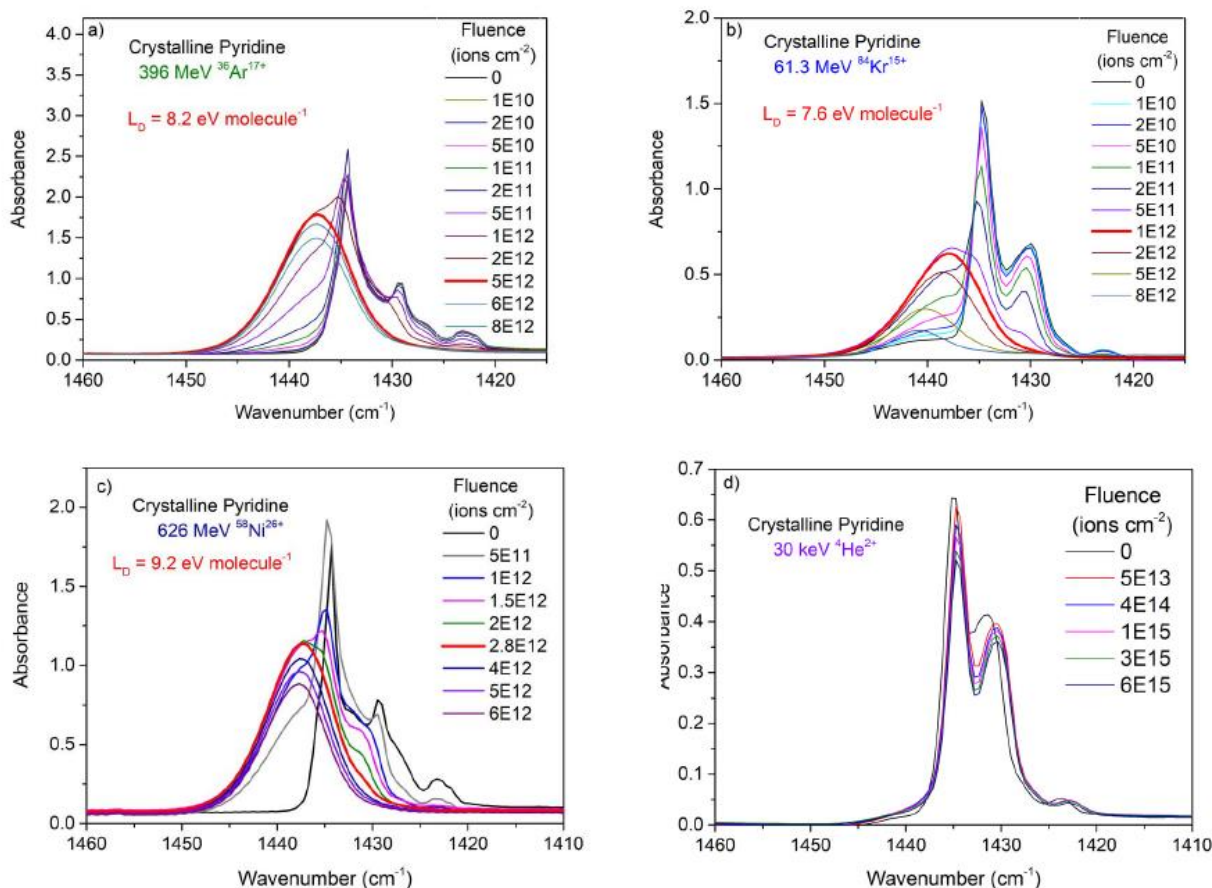 a)
Crystalline Pyridine
396 MeV ³⁶Ar¹⁷⁺
L_D = 8.2 eV molecule⁻¹
Fluence
(ions cm⁻²)
0
1E10
2E10
5E10
1E11
2E11
5E11
1E12
2E12
5E12
6E12
8E12
Absorbance
4.0
3.5
3.0
2.5
2.0
1.5
1.0
0.5
0.0
1460 1450 1440 1430 1420
Wavenumber (cm⁻¹)
b)
Crystalline Pyridine
61.3 MeV ⁸⁴Kr¹⁵⁺
L_D = 7.6 eV molecule⁻¹
Fluence
(ions cm⁻²)
0
1E10
2E10
5E10
1E11
2E11
5E11
1E12
2E12
5E12
8E12
Absorbance
2.0
1.5
1.0
0.5
0.0
1460 1450 1440 1430 1420
Wavenumber (cm⁻¹)
c)
Crystalline Pyridine
626 MeV ⁵⁸Ni²⁶⁺
L_D = 9.2 eV molecule⁻¹
Fluence
(ions cm⁻²)
0
5E11
1E12
1.5E12
2E12
2.8E12
4E12
5E12
6E12
Absorbance
2.0
1.5
1.0
0.5
0.0
1460 1450 1440 1430 1420 1410
Wavenumber (cm⁻¹)
d)
Crystalline Pyridine
30 keV ⁴He²⁺
Fluence
(ions cm⁻²)
0
5E13
4E14
1E15
3E15
6E15
Absorbance
0.7
0.6
0.5
0.4
0.3
0.2
0.1
0.0
1460 1450 1440 1430 1420 1410
Wavenumber (cm⁻¹)